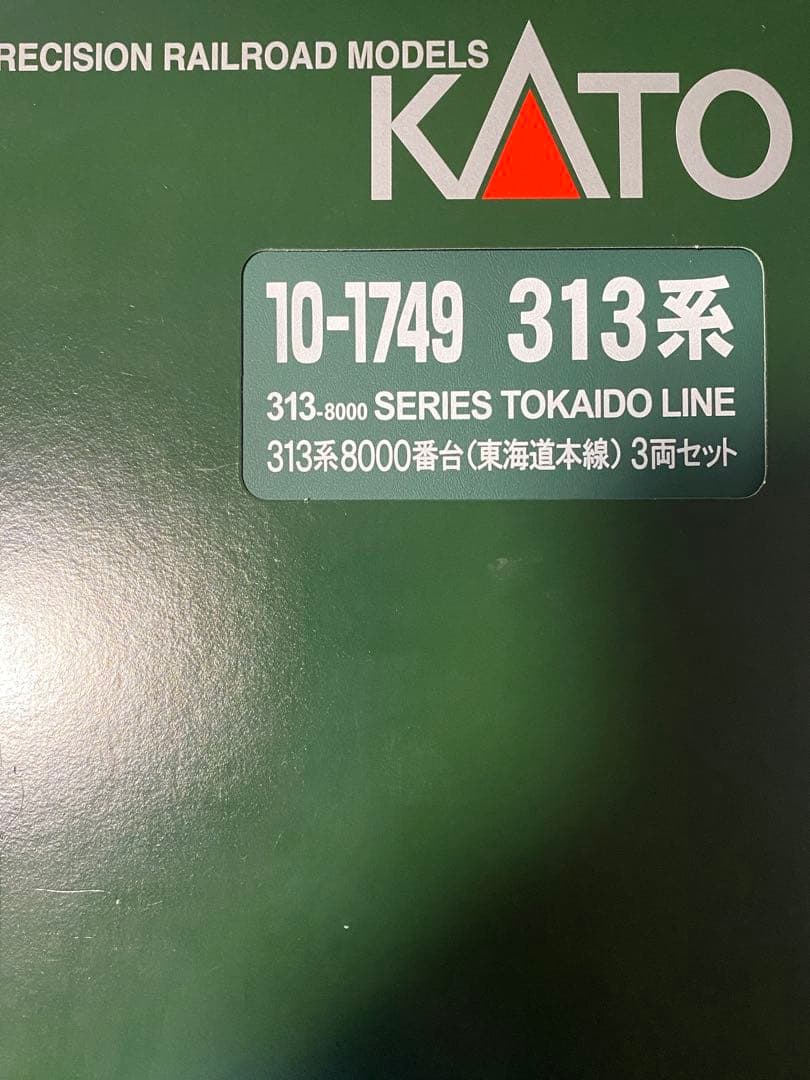 RECISION RAILROAD MODELS
KATO
10-1749 313系
313-8000 SERIES TOKAIDO LINE
313系8000番台(東海道本線) 3両セット